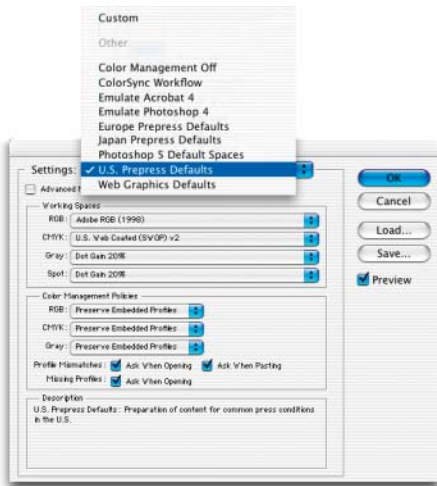 Custom
Other
Color Management Off
ColorSync Workflow
Emulate Acrobat 4
Emulate Photoshop 4
Europe Prepress Defaults
Japan Prepress Defaults
Photoshop 5 Default Spaces
Settings: ✓ U.S. Prepress Defaults
Web Graphics Defaults
Advanced
OK
Cancel
Load...
Save...
Preview
Working Spaces
RGB: Adobe RGB (1998)
CMYK: U.S. Web Coated (SWOP) v2
Gray: Dot Gain 20%
Spot: Dot Gain 20%
Color Management Policies
RGB: Preserve Embedded Profiles
CMYK: Preserve Embedded Profiles
Gray: Preserve Embedded Profiles
Profile Mismatches: Ask When Opening Ask When Pasting
Missing Profiles: Ask When Opening
Description
U.S. Prepress Defaults: Preparation of content for common press conditions
in the U.S.